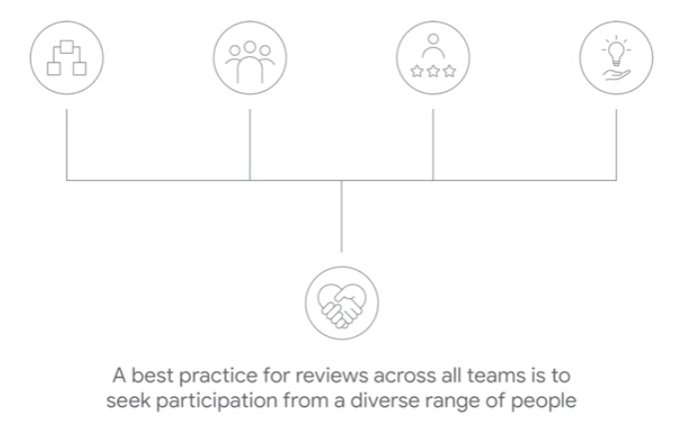 A best practice for reviews across all teams is to
seek participation from a diverse range of people